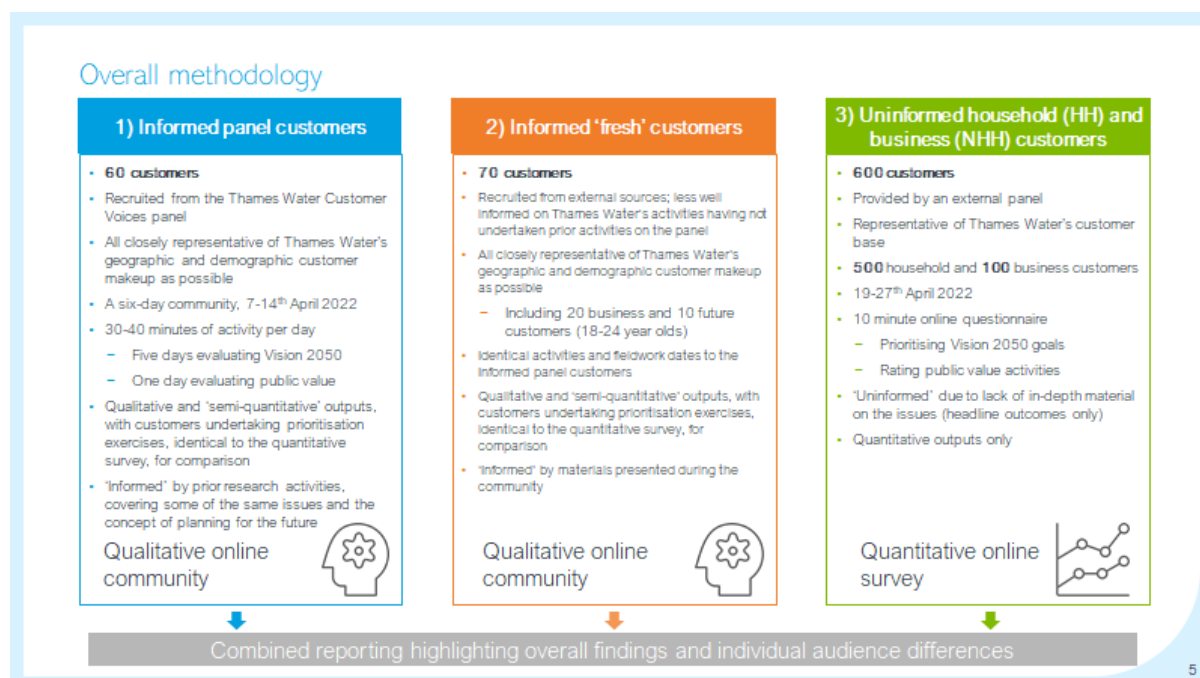 Overall methodology
1) Informed panel customers
60 customers
Recruited from the Thames Water Customer
Voices panel
All closely representative of Thames Water's
geographic and demographic customer
makeup as possible
A six-day community, 7-14th April 2022
30-40 minutes of activity per day
– Five days evaluating Vision 2050
– One day evaluating public value
Qualitative and 'semi-quantitative' outputs,
with customers undertaking prioritisation
exercises, identical to the quantitative
survey, for comparison
'Informed' by prior research activities,
covering some of the same issues and the
concept of planning for the future
Qualitative online
community
2) Informed 'fresh' customers
70 customers
Recruited from external sources; less well
informed on Thames Water's activities having not
undertaken prior activities on the panel
All closely representative of Thames Water's
geographic and demographic customer makeup
as possible
– Including 20 business and 10 future
customers (18-24 year olds)
Identical activities and fieldwork dates to the
Informed panel customers
Qualitative and 'semi-quantitative' outputs, with
customers undertaking prioritisation exercises,
identical to the quantitative survey, for
comparison
'Informed' by materials presented during the
community
Qualitative online
community
3) Uninformed household (HH) and
business (NHH) customers
600 customers
Provided by an external panel
Representative of Thames Water's customer
base
500 household and 100 business customers
19-27th April 2022
10 minute online questionnaire
– Prioritising Vision 2050 goals
– Rating public value activities
'Uninformed' due to lack of in-depth material
on the issues (headline outcomes only)
Quantitative outputs only
Quantitative online
survey
Combined reporting highlighting overall findings and individual audience differences
5